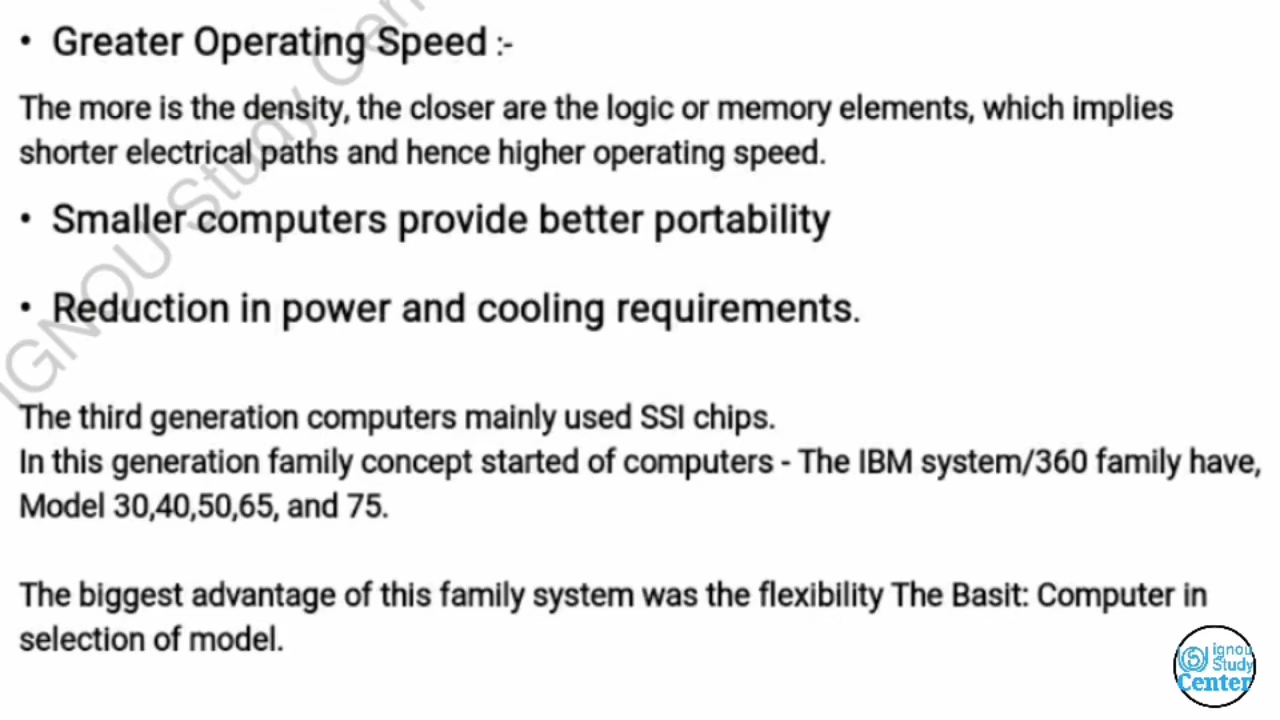 • Greater Operating Speed :-
The more is the density, the closer are the logic or memory elements, which implies
shorter electrical paths and hence higher operating speed.
• Smaller computers provide better portability
• Reduction in power and cooling requirements.
The third generation computers mainly used SSI chips.
In this generation family concept started of computers - The IBM system/360 family have,
Model 30,40,50,65, and 75.
The biggest advantage of this family system was the flexibility The Basit: Computer in
selection of model.
IGNOU Study Cen
ignou
Study
Center